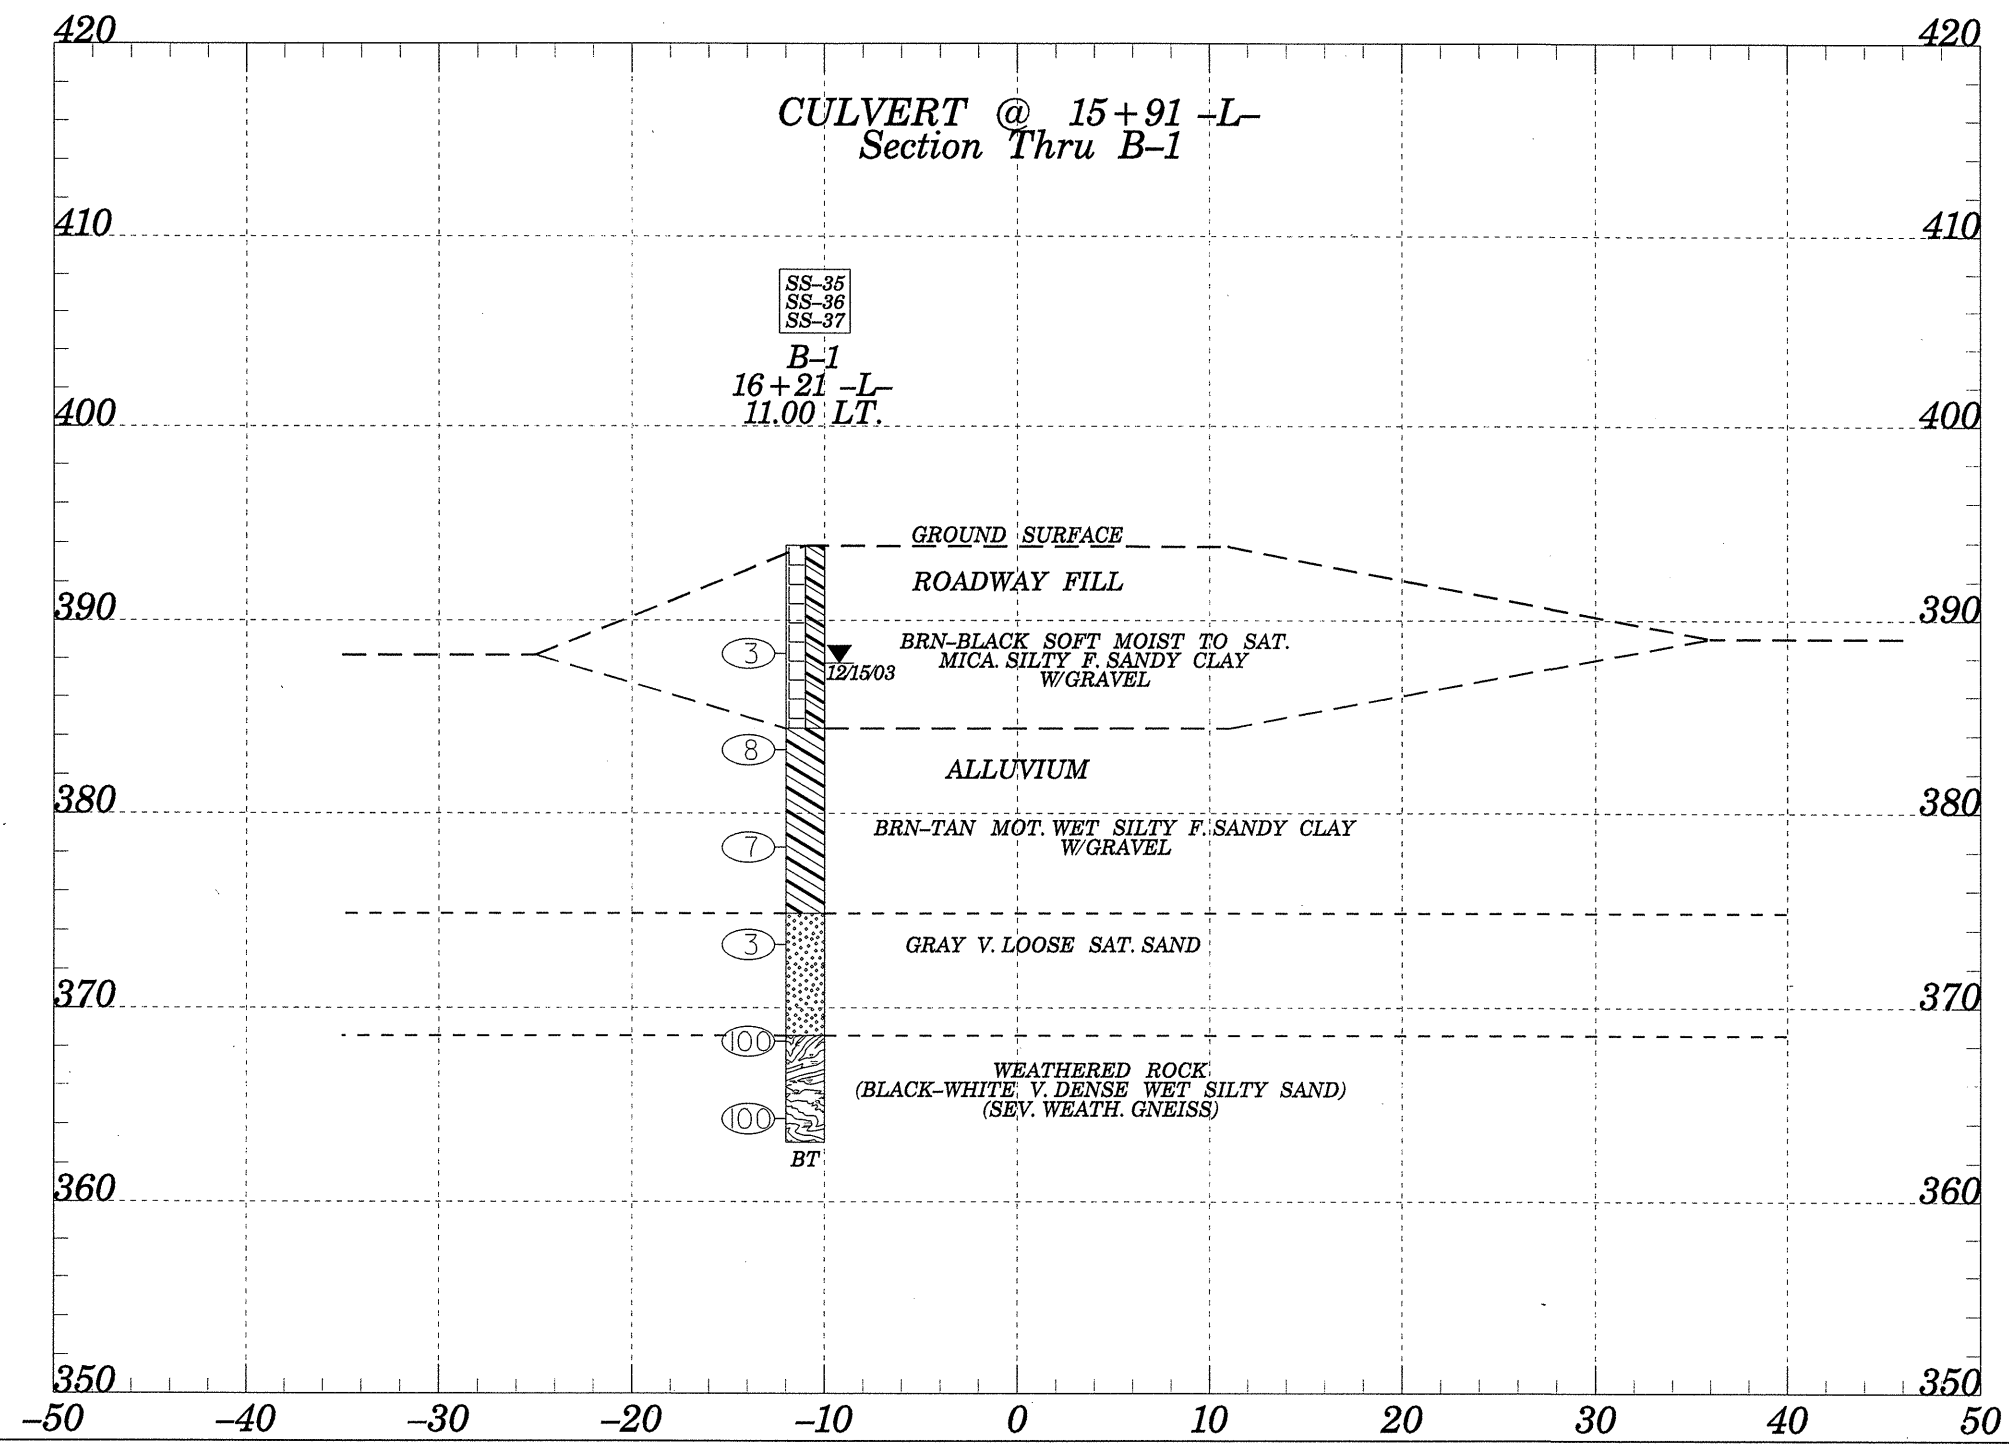 420 420
CULVERT @ 15+91 –L–
Section Thru B–1
410 410
SS–35
SS–36
SS–37
B–1
16+21 –L–
11.00 LT.
400 400
GROUND SURFACE
ROADWAY FILL
390 390
BRN–BLACK SOFT MOIST TO SAT.
MICA. SILTY F. SANDY CLAY
W/GRAVEL
3
12/15/03
8
ALLUVIUM
380 380
BRN–TAN MOT. WET SILTY F. SANDY CLAY
W/GRAVEL
7
3
GRAY V. LOOSE SAT. SAND
370 370
100
WEATHERED ROCK
(BLACK–WHITE V. DENSE WET SILTY SAND)
(SEV. WEATH. GNEISS)
100
BT
360 360
350 350
–50 –40 –30 –20 –10 0 10 20 30 40 50